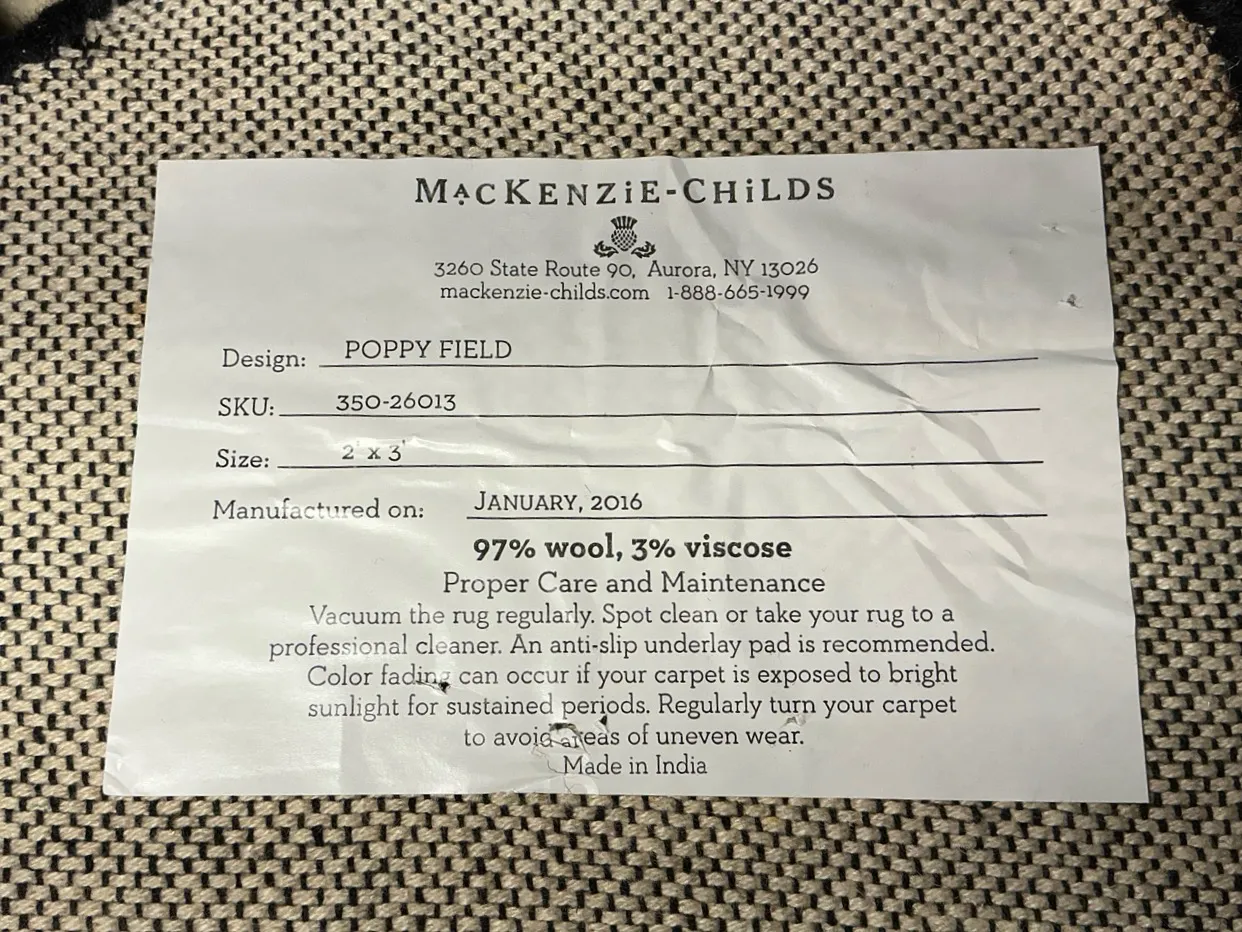 MACKENZiE-CHiLDS
3260 State Route 90, Aurora, NY 13026
mackenzie-childs.com 1-888-665-1999
Design: POPPY FIELD
SKU: 350-26013
Size: 2' x 3'
Manufactured on: JANUARY, 2016
97% wool, 3% viscose
Proper Care and Maintenance
Vacuum the rug regularly. Spot clean or take your rug to a
professional cleaner. An anti-slip underlay pad is recommended.
Color fading can occur if your carpet is exposed to bright
sunlight for sustained periods. Regularly turn your carpet
to avoid areas of uneven wear.
Made in India